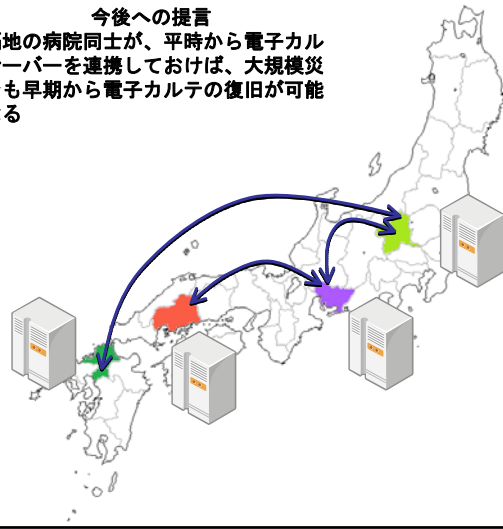 今後への提言
地の病院同士が、平時から電子カル
ーバーを連携しておけば、大規模災
も早期から電子カルテの復旧が可能
る